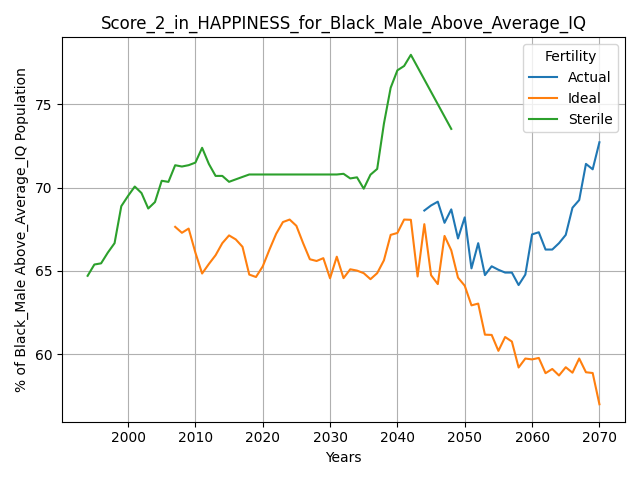 Score_2_in_HAPPINESS_for_Black_Male_Above_Average_IQ
% of Black_Male Above_Average_IQ Population
75
70
65
60
Fertility
Actual
Ideal
Sterile
2000 2010 2020 2030 2040 2050 2060 2070
Years